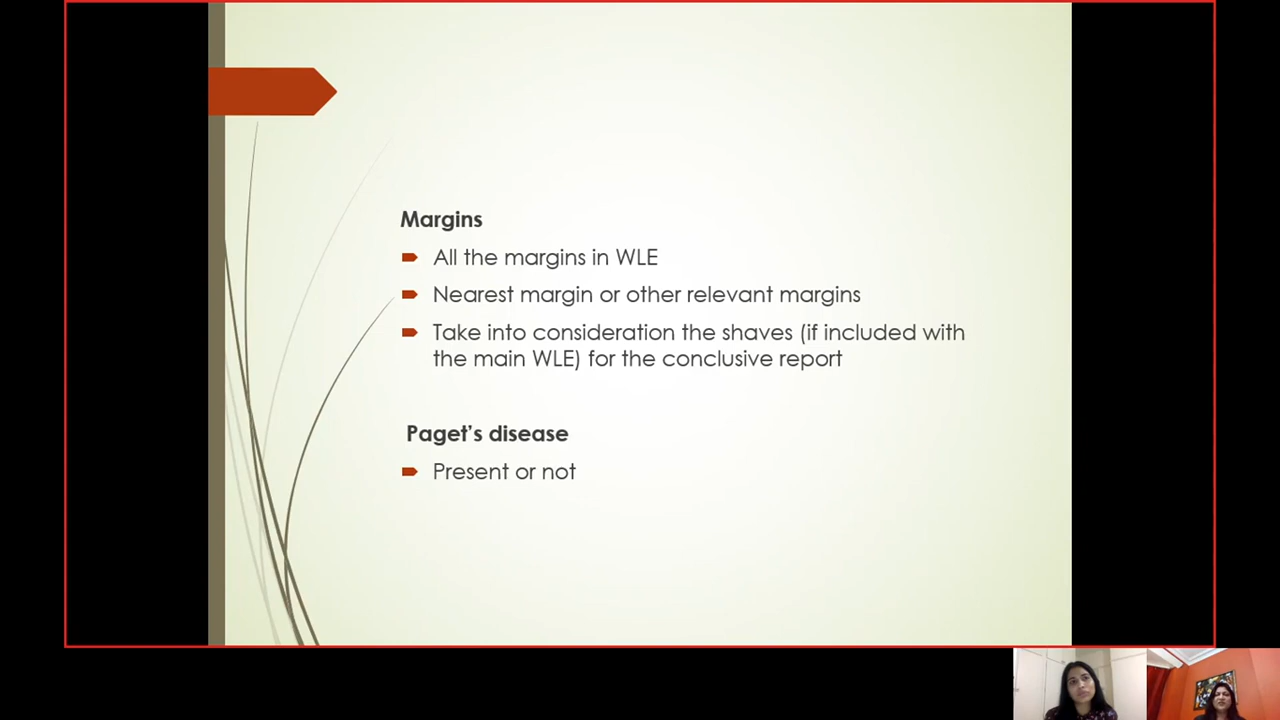 Margins
All the margins in WLE
Nearest margin or other relevant margins
Take into consideration the shaves (if included with
the main WLE) for the conclusive report
Paget’s disease
Present or not